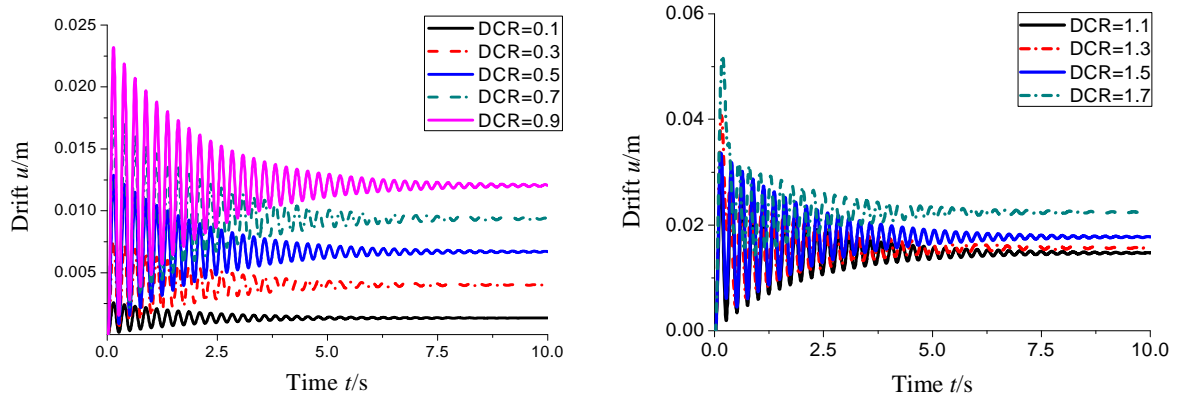 0.025
0.020
0.015
0.010
0.005
0.0
2.5
5.0
7.5
10.0
Drift u/m
Time t/s
DCR=0.1
DCR=0.3
DCR=0.5
DCR=0.7
DCR=0.9
0.06
0.04
0.02
0.00
0.0
2.5
5.0
7.5
10.0
Drift u/m
Time t/s
DCR=1.1
DCR=1.3
DCR=1.5
DCR=1.7